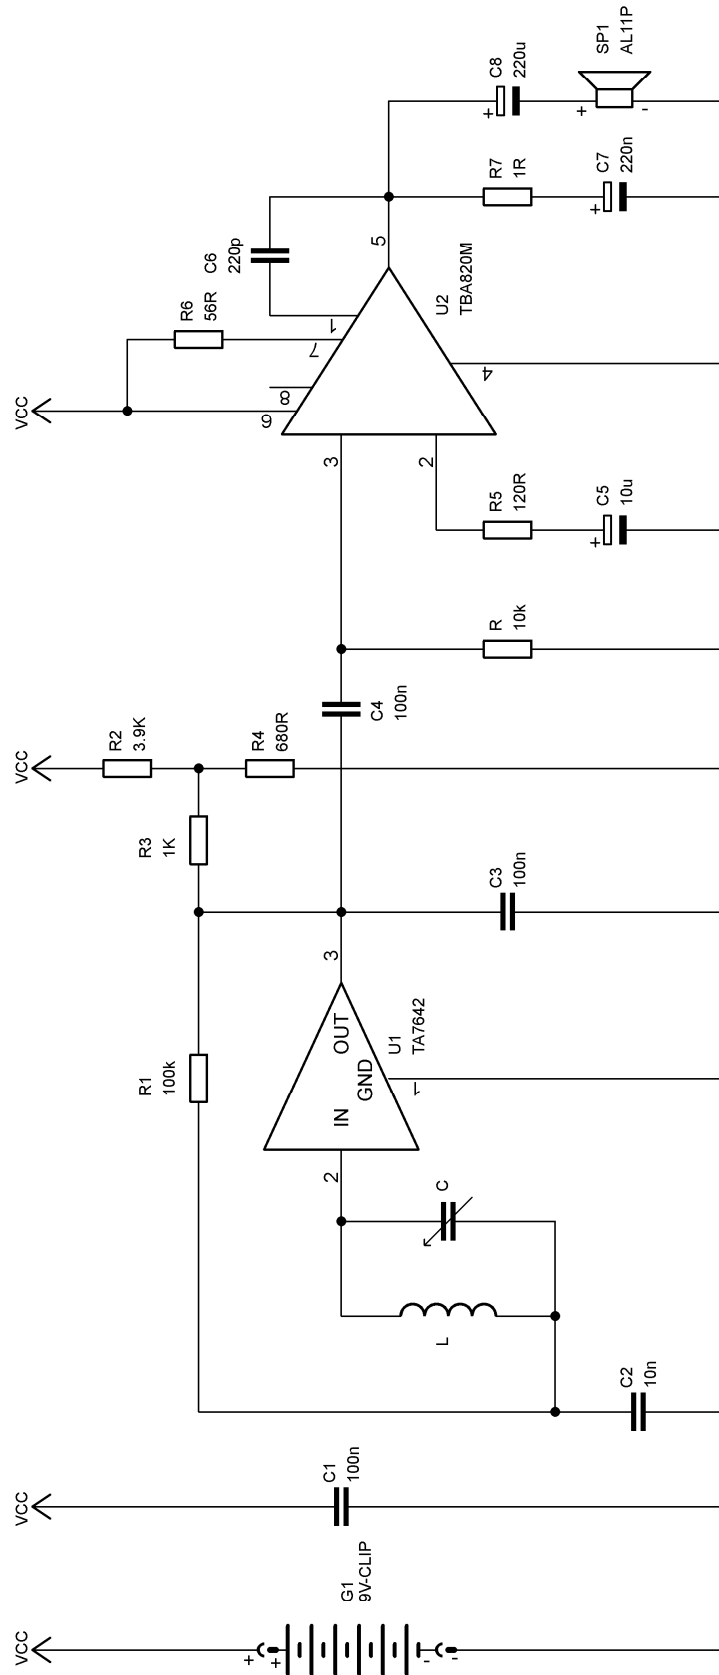 VCC
VCC
VCC
VCC
G1
9V-CLIP
+
+
-
-
C1
100n
C2
10n
L
C
R1
100k
IN
OUT
GND
2
3
1
U1
TA7642
R3
1K
R2
3.9K
R4
680R
C3
100n
C4
100n
R
10k
R5
120R
C5
10u
+
3
2
6
8
7
1
5
4
U2
TBA820M
R6
56R
C6
220p
R7
1R
C7
220n
+
C8
220u
+
SP1
AL11P
+
-